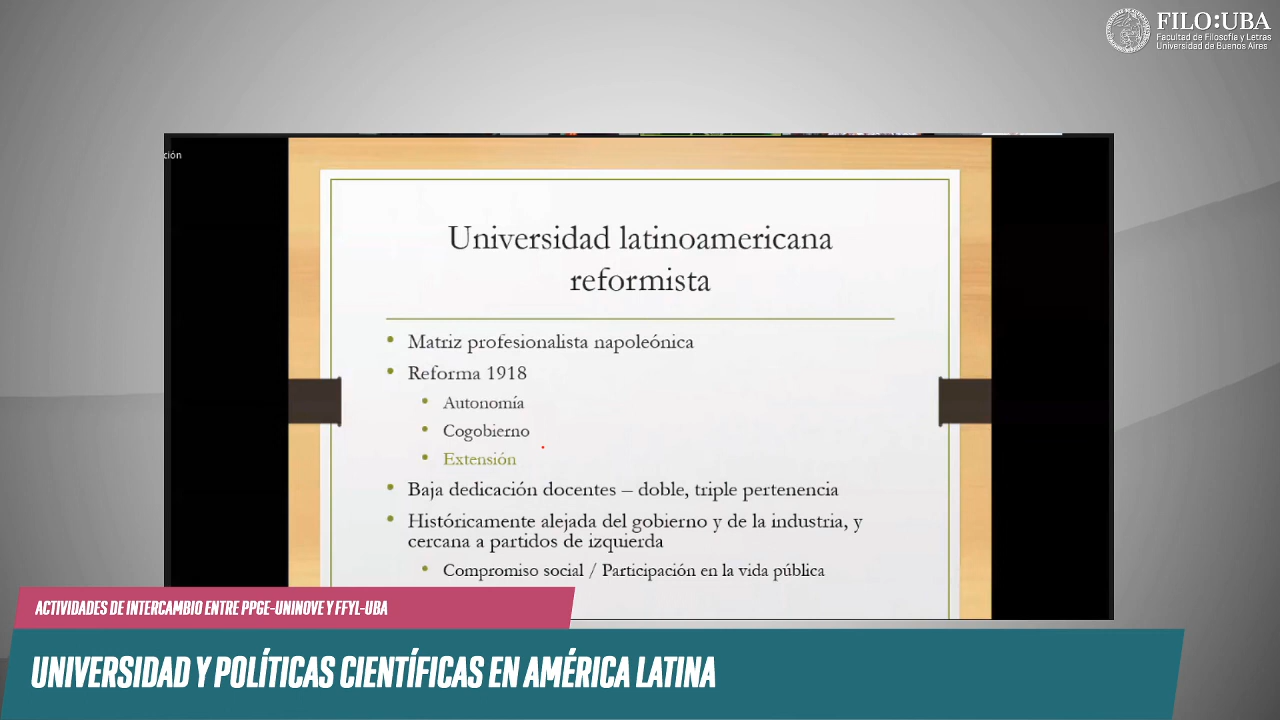 FILO:UBA
Facultad de Filosofía y Letras
Universidad de Buenos Aires
ción
Universidad latinoamericana
reformista
• Matriz profesionalista napoleónica
• Reforma 1918
• Autonomía
• Cogobierno
• Extensión
• Baja dedicación docentes – doble, triple pertenencia
• Históricamente alejada del gobierno y de la industria, y
cercana a partidos de izquierda
• Compromiso social / Participación en la vida pública
ACTIVIDADES DE INTERCAMBIO ENTRE PPGE-UNINOVE Y FFYL-UBA
UNIVERSIDAD Y POLÍTICAS CIENTÍFICAS EN AMÉRICA LATINA